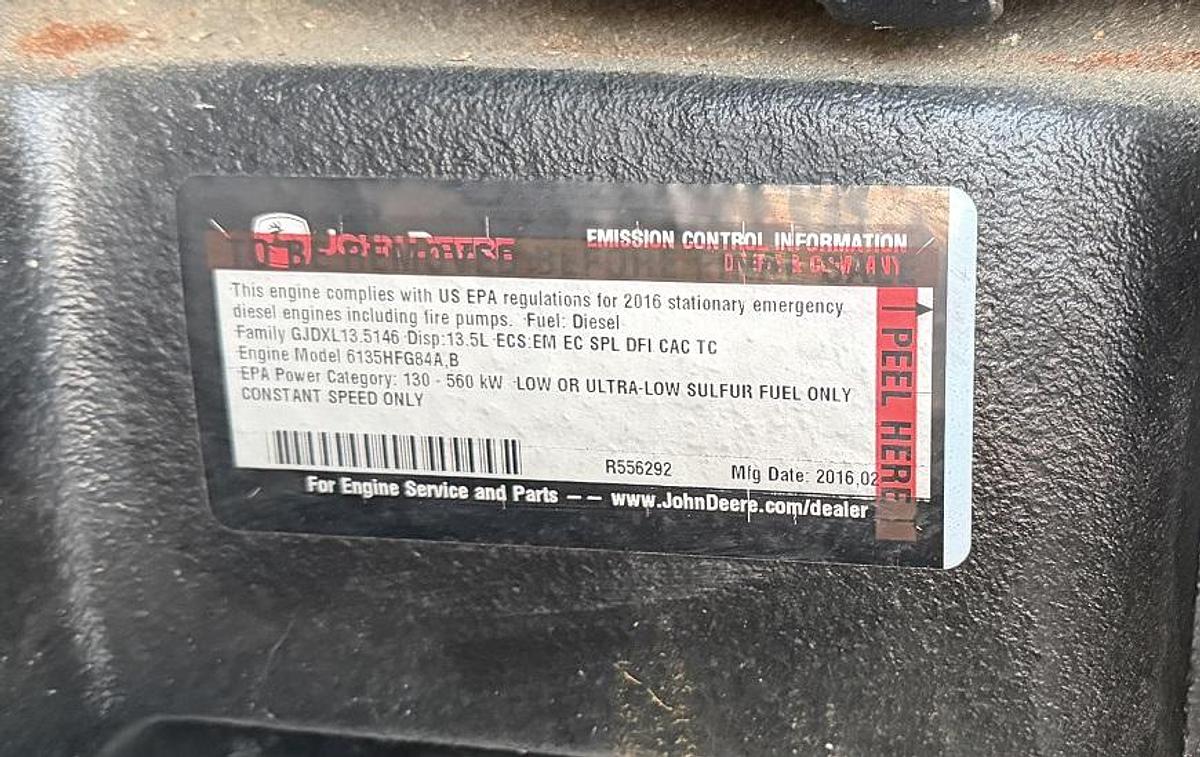 JOHN DEERE
EMISSION CONTROL INFORMATION
This engine complies with US EPA regulations for 2016 stationary emergency
diesel engines including fire pumps. Fuel: Diesel
Family GJDXL13.5146 Disp:13.5L ECS:EM EC SPL DFI CAC TC
Engine Model 6135HFG84A,B
EPA Power Category: 130 - 560 kW LOW OR ULTRA-LOW SULFUR FUEL ONLY
CONSTANT SPEED ONLY
R556292 Mfg Date: 2016,02
For Engine Service and Parts -- www.JohnDeere.com/dealer
PEEL HERE